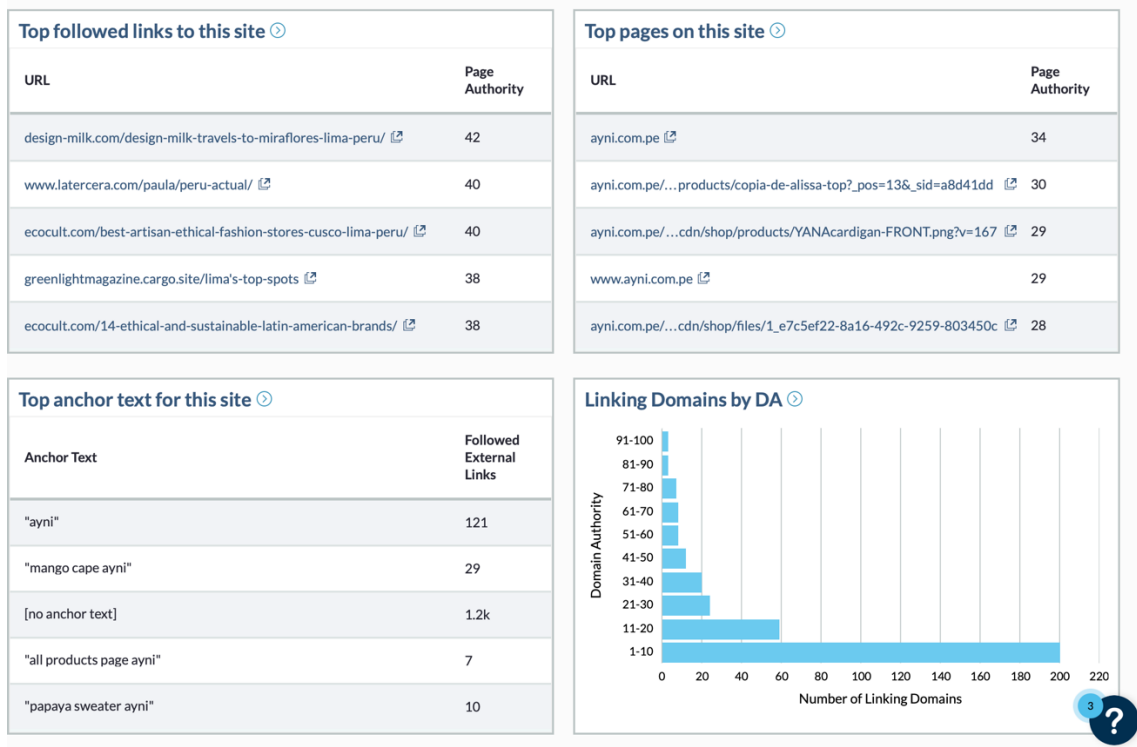 Top followed links to this site
URL
Page Authority
design-milk.com/design-milk-travels-to-miraflores-lima-peru/ 42
www.latercera.com/paula/peru-actual/ 40
ecocult.com/best-artisan-ethical-fashion-stores-cusco-lima-peru/ 40
greenlightmagazine.cargo.site/lima's-top-spots 38
ecocult.com/14-ethical-and-sustainable-latin-american-brands/ 38
Top pages on this site
URL
Page Authority
ayni.com.pe 34
ayni.com.pe/...products/copia-de-alissa-top?_pos=13&_sid=a8d41dd 30
ayni.com.pe/...cdn/shop/products/YANAcardigan-FRONT.png?v=167 29
www.ayni.com.pe 29
ayni.com.pe/...cdn/shop/files/1_e7c5ef22-8a16-492c-9259-803450c 28
Top anchor text for this site
Anchor Text
Followed
External
Links
"ayni" 121
"mango cape ayni" 29
[no anchor text] 1.2k
"all products page ayni" 7
"papaya sweater ayni" 10
Linking Domains by DA
Domain Authority
91-100
81-90
71-80
61-70
51-60
41-50
31-40
21-30
11-20
1-10
0 20 40 60 80 100 120 140 160 180 200 220
Number of Linking Domains
3
?